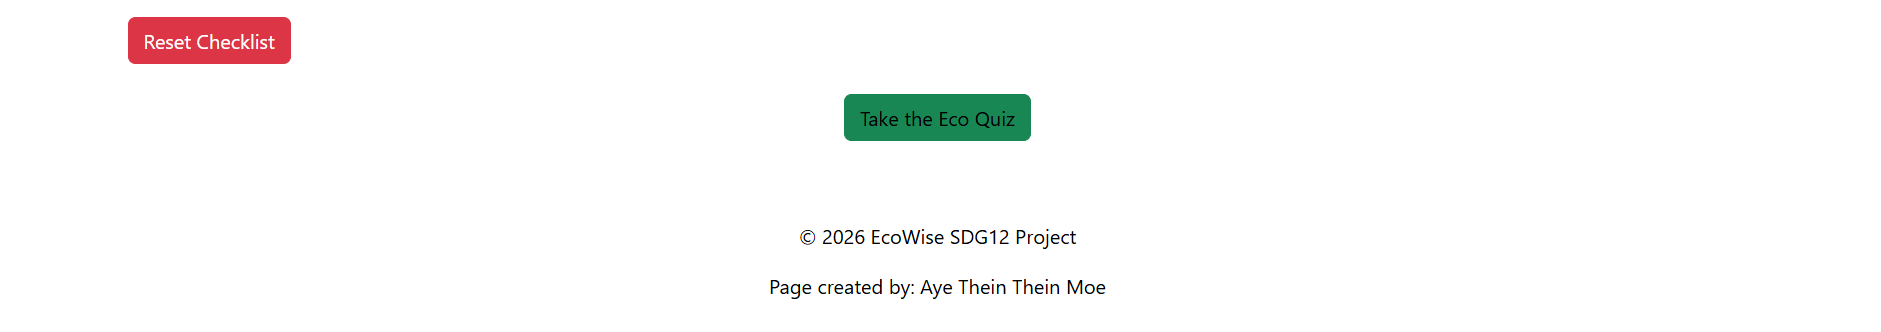 Reset Checklist
Take the Eco Quiz
© 2026 EcoWise SDG12 Project
Page created by: Aye Thein Thein Moe